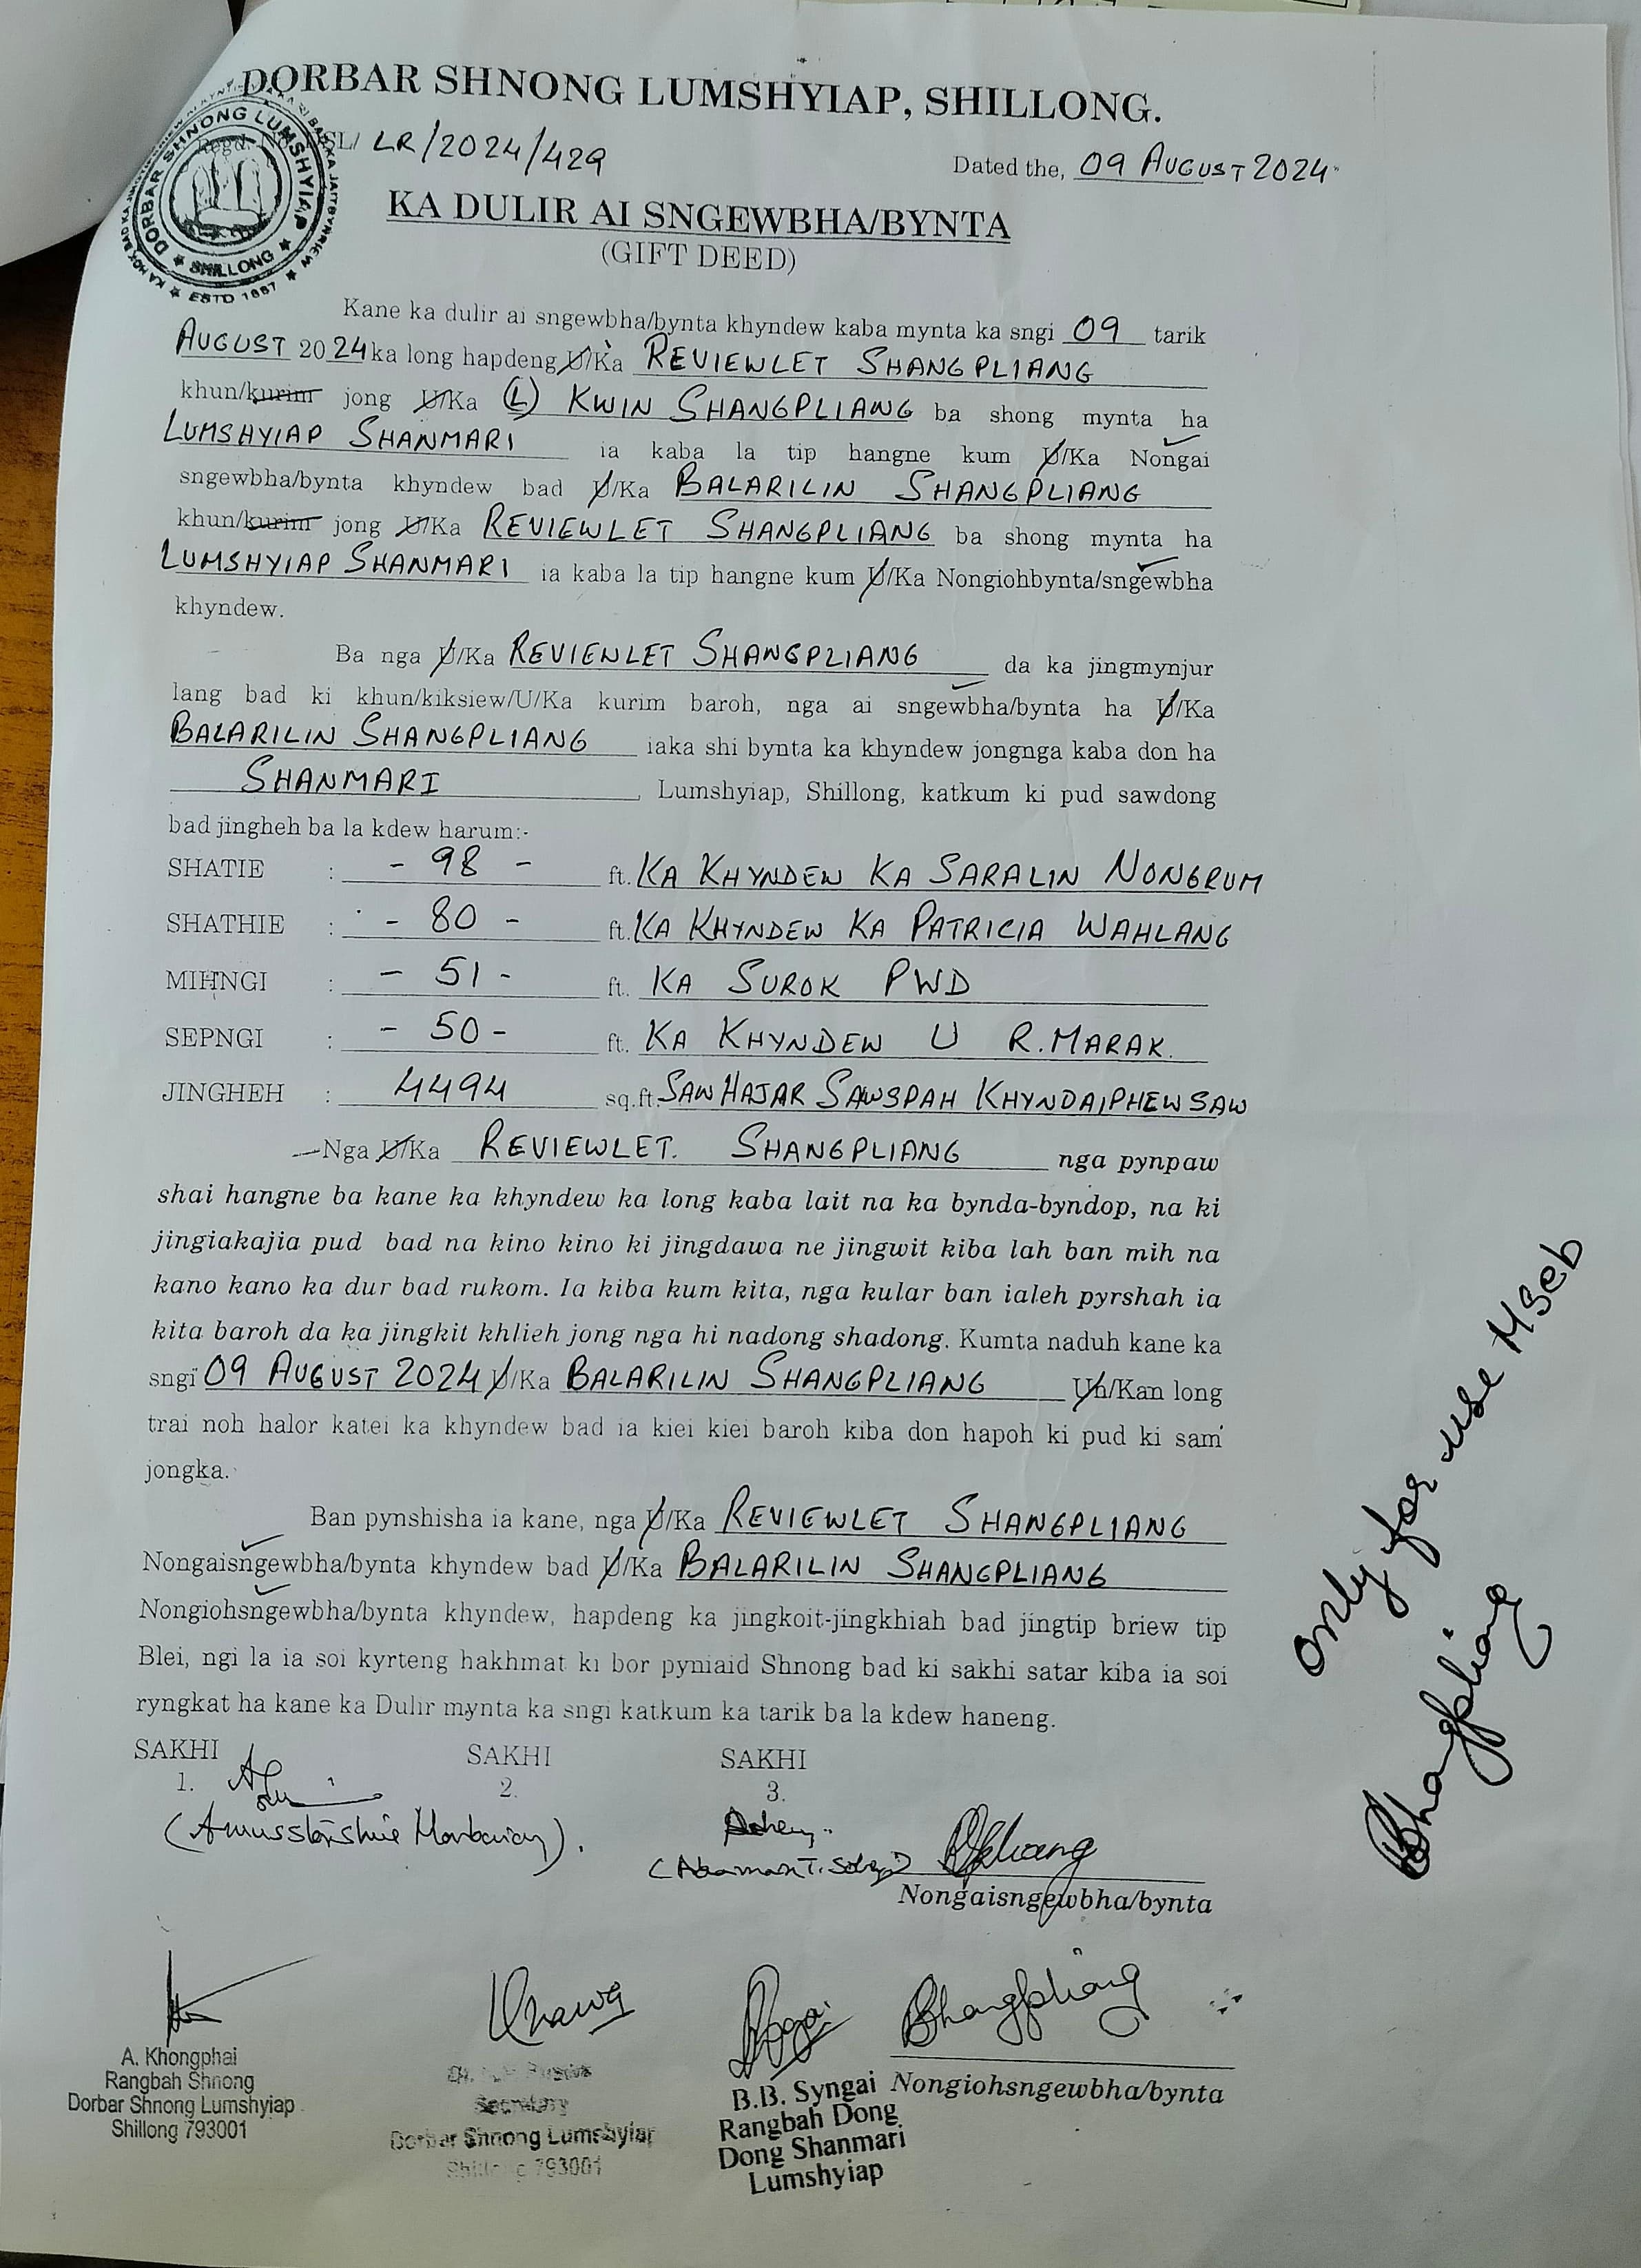 DORBAR SHNONG LUMSHYIAP, SHILLONG.
DORBAR SHNONG LUMSHYIAP
SHILLONG
ESTD 1887
Regd. No. DSL/ LR/2024/429
Dated the, 09 AUGUST 2024
KA DULIR AI SNGEWBHA/BYNTA
(GIFT DEED)
Kane ka dulir ai sngewbha/bynta khyndew kaba mynta ka sngi 09 tarik
AUGUST 2024 ka long hapdeng U/Ka REVIEWLET SHANGPLIANG
khun/kurim jong U/Ka (L) KWIN SHANGPLIANG ba shong mynta ha
LUMSHYIAP SHANMARI ia kaba la tip hangne kum U/Ka Nongai
sngewbha/bynta khyndew bad U/Ka BALARILIN SHANGPLIANG
khun/kurim jong U/Ka REVIEWLET SHANGPLIANG ba shong mynta ha
LUMSHYIAP SHANMARI ia kaba la tip hangne kum U/Ka Nongiohbynta/sngewbha
khyndew.
Ba nga U/Ka REVIEWLET SHANGPLIANG da ka jingmynjur
lang bad ki khun/kiksiew/U/Ka kurim baroh, nga ai sngewbha/bynta ha U/Ka
BALARILIN SHANGPLIANG iaka shi bynta ka khyndew jongnga kaba don ha
SHANMARI, Lumshyiap, Shillong, katkum ki pud sawdong
bad jingheh ba la kdew harum:-
SHATIE : - 98 - ft. KA KHYNDEW KA SARALIN NONGRUM
SHATHIE : - 80 - ft. KA KHYNDEW KA PATRICIA WAHLANG
MIHNGI : - 51 - ft. KA SUROK PWD
SEPNGI : - 50 - ft. KA KHYNDEW U R. MARAK.
JINGHEH : 4494 sq.ft. SAW HAJAR SAWSPAH KHYNDAIPHEW SAW
Nga U/Ka REVIEWLET. SHANGPLIANG nga pynpaw
shai hangne ba kane ka khyndew ka long kaba lait na ka bynda-byndop, na ki
jingiakajia pud bad na kino kino ki jingdawa ne jingwit kiba lah ban mih na
kano kano ka dur bad rukom. Ia kiba kum kita, nga kular ban ialeh pyrshah ia
kita baroh da ka jingkit khlieh jong nga hi nadong shadong. Kumta naduh kane ka
sngi 09 AUGUST 2024 U/Ka BALARILIN SHANGPLIANG Un/Kan long
trai noh halor katei ka khyndew bad ia kiei kiei baroh kiba don hapoh ki pud ki sam
jongka.
Ban pynshisha ia kane, nga U/Ka REVIEWLET SHANGPLIANG
Nongaisngewbha/bynta khyndew bad U/Ka BALARILIN SHANGPLIANG
Nongiohsngewbha/bynta khyndew, hapdeng ka jingkoit-jingkhiah bad jingtip briew tip
Blei, ngi la ia soi kyrteng hakhmat ki bor pyniaid Shnong bad ki sakhi satar kiba ia soi
ryngkat ha kane ka Dulir mynta ka sngi katkum ka tarik ba la kdew haneng.
SAKHI SAKHI SAKHI
1. 2. 3.
Nongaisngewbha/bynta
Bhangpliang
Nongiohsngewbha/bynta
A. Khongphai
Rangbah Shnong
Dorbar Shnong Lumshyiap
Shillong 793001
Secretary
Dorbar Shnong Lumshyiap
Shillong 793001
B.B. Syngai
Rangbah Dong
Dong Shanmari
Lumshyiap
Only for use MSeb
Bhangpliang